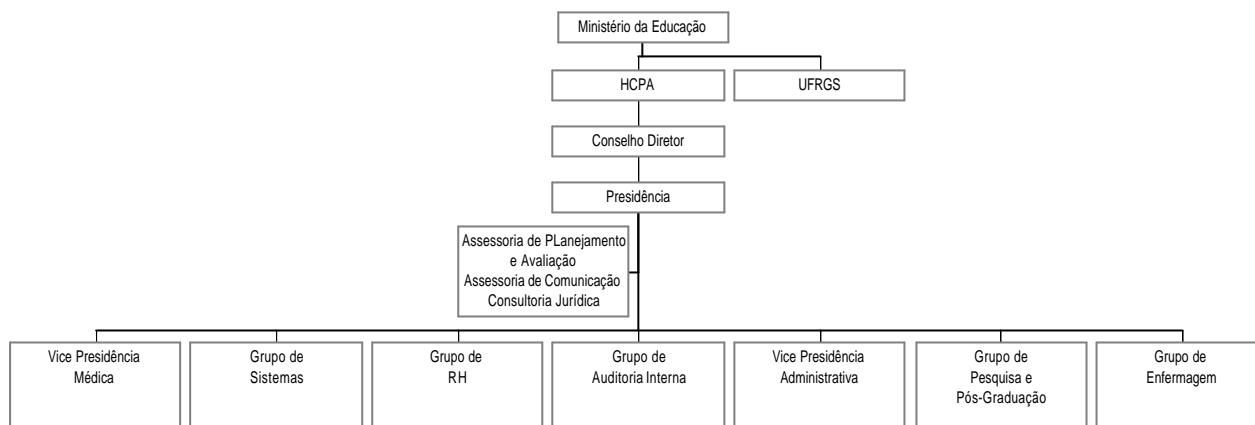 Ministério da Educação
HCPA
UFRGS
Conselho Diretor
Presidência
Assessoria de PLanejamento
e Avaliação
Assessoria de Comunicação
Consultoria Jurídica
Vice Presidência
Médica
Grupo de
Sistemas
Grupo de
RH
Grupo de
Auditoria Interna
Vice Presidência
Administrativa
Grupo de
Pesquisa e
Pós-Graduação
Grupo de
Enfermagem